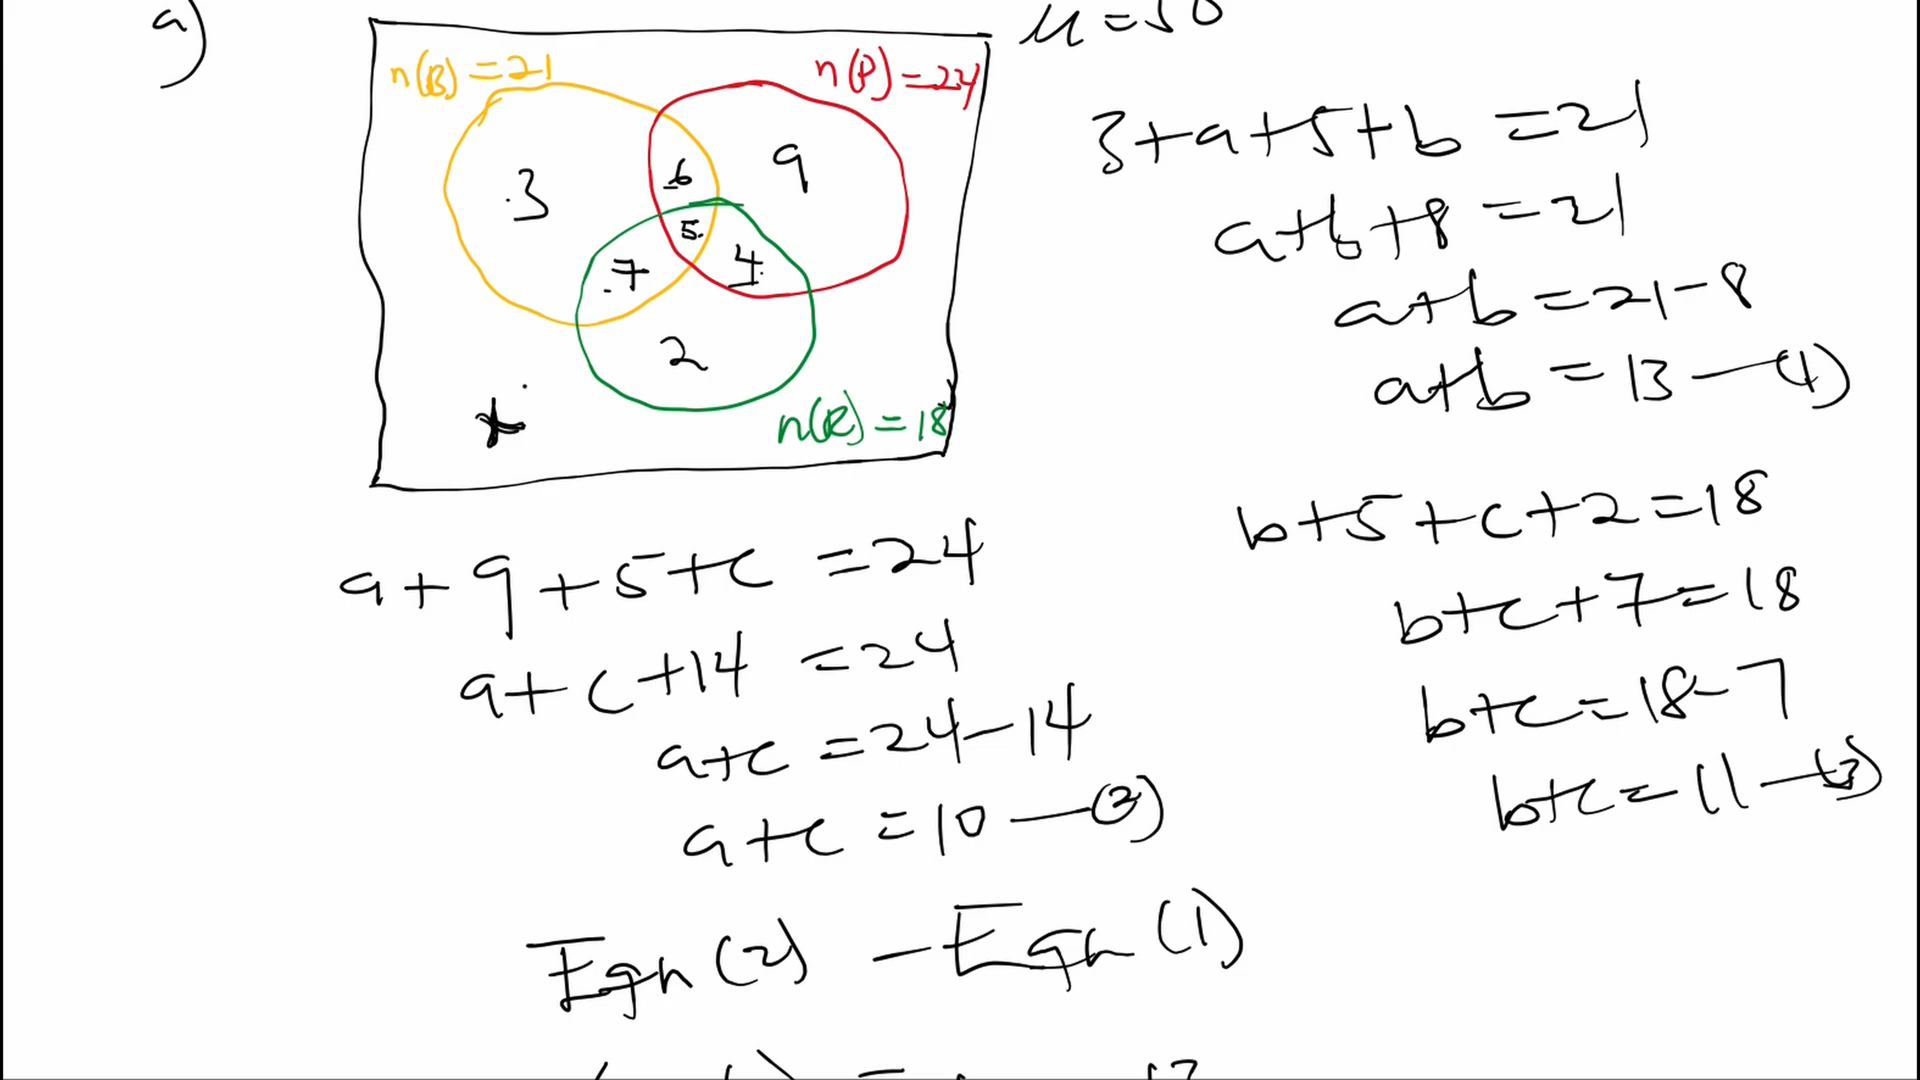 a)
μ = 50
n(B) = 21
n(P) = 24
3
6
9
5
7
4
2
n(R) = 18
3+a+5+b = 21
a+b+8 = 21
a+b = 21-8
a+b = 13 — (1)
a+9+5+c = 24
a+c+14 = 24
a+c = 24-14
a+c = 10 — (2)
b+5+c+2 = 18
b+c+7 = 18
b+c = 18-7
b+c = 11 — (3)
Eqn (2) - Eqn (1)